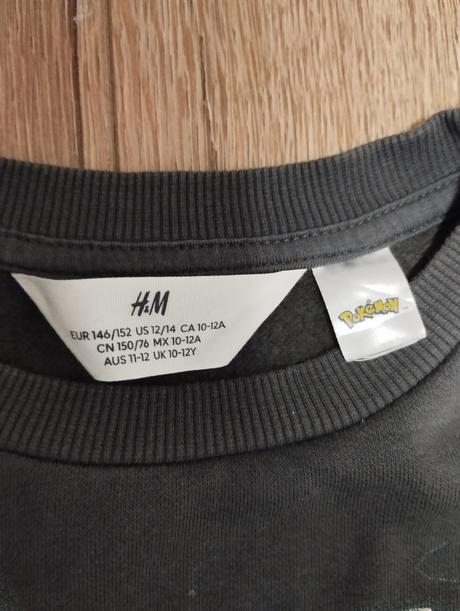 H&M
EUR 146/152 US 12/14 CA 10-12A
CN 150/76 MX 10-12A
AUS 11-12 UK 10-12Y
POKéMON